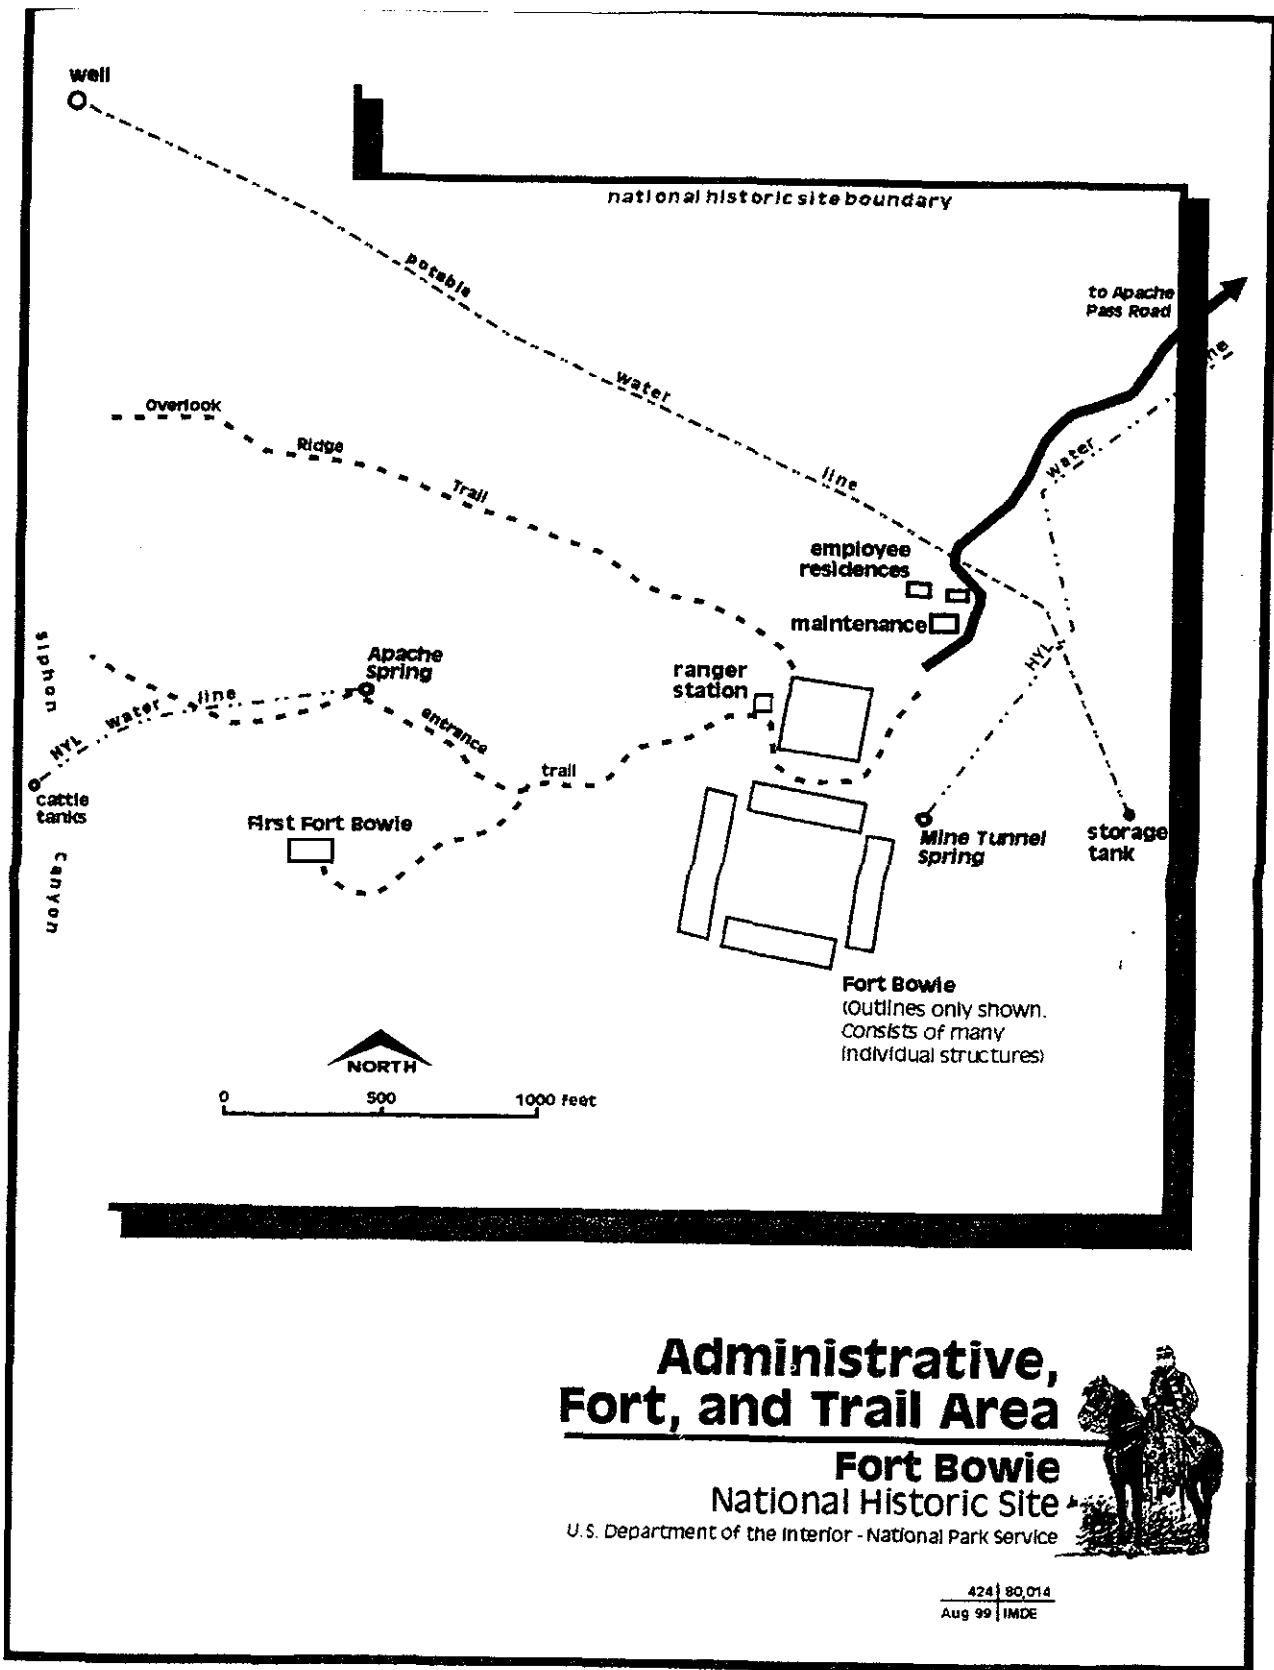 well
national historic site boundary
potable water line
to Apache
Pass Road
Overlook Ridge Trail
HYL water
employee
residences
maintenance
ranger
station
Apache
Spring
siphon Canyon
HYL water line
entrance trail
cattle
tanks
First Fort Bowie
Mine Tunnel
Spring
storage
tank
Fort Bowie
(Outlines only shown.
Consists of many
individual structures)
NORTH
0 500 1000 feet
Administrative,
Fort, and Trail Area
Fort Bowie
National Historic Site
U.S. Department of the Interior - National Park Service
424 | 80,014
Aug 99 | IMDE